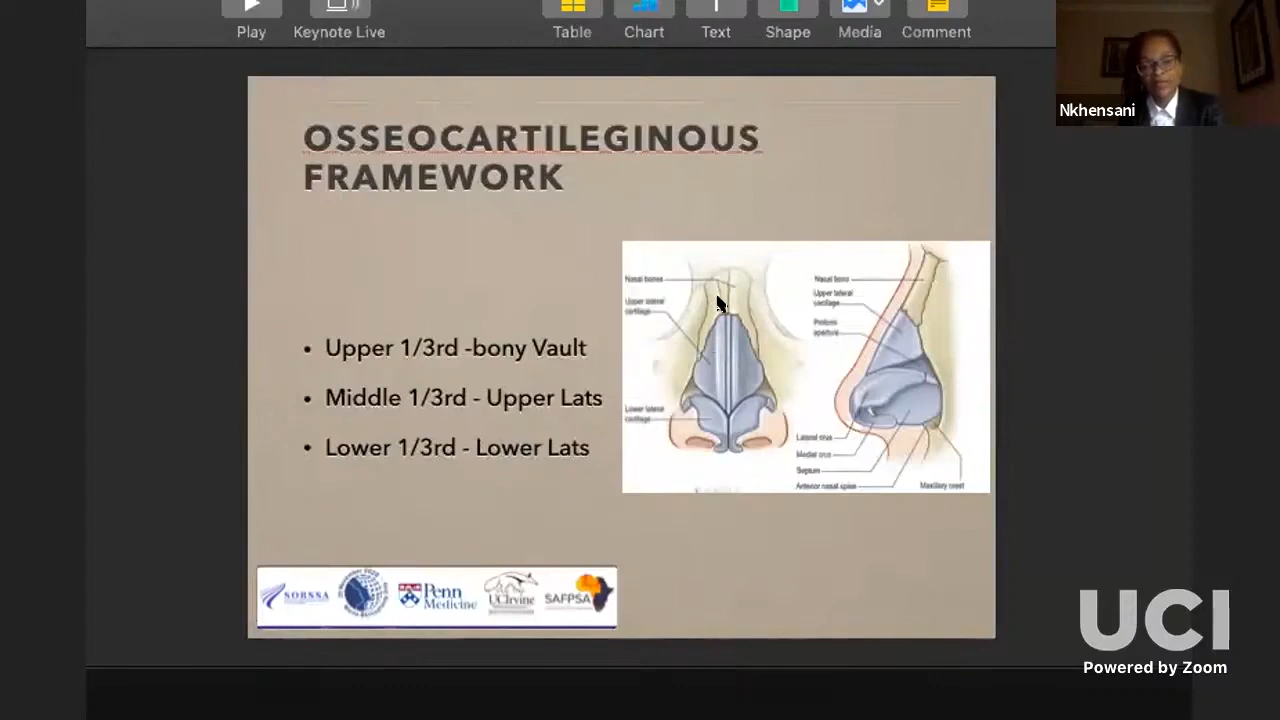 Play
Keynote Live
Table
Chart
Text
Shape
Media
Comment
Nkhensani
OSSEOCARTILEGINOUS
FRAMEWORK
• Upper 1/3rd -bony Vault
• Middle 1/3rd - Upper Lats
• Lower 1/3rd - Lower Lats
Nasal bones
Upper lateral
cartilage
Lower lateral
cartilage
Nasal bone
Upper lateral
cartilage
aperture
Lateral crus
Medial crus
Septum
Anterior nasal spine
Maxillary crest
SORSSA
Penn
Medicine
UCIrvine
SAFPSA
UCI
Powered by Zoom